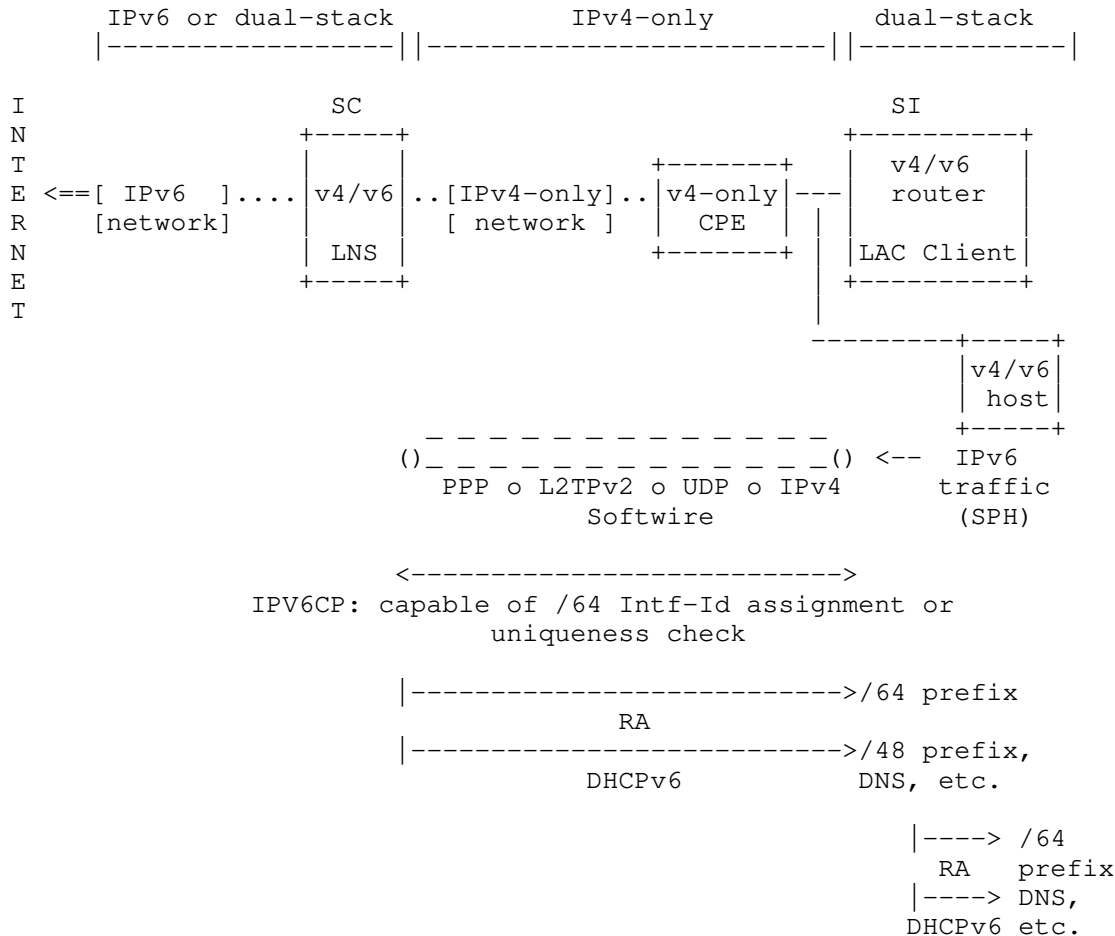 IPv6 or dual-stack IPv4-only dual-stack
|------------------||-------------------------||-------------|
I SC SI
N +-----+ +----------+
T | | +-------+ | v4/v6 |
E <==[ IPv6 ]....|v4/v6|..[IPv4-only]..|v4-only|---| router |
R [network] | | [ network ] | CPE | | | |
N | LNS | +-------+ | |LAC Client|
E +-----+ | +----------+
T |
---------+-----+
|v4/v6|
| host|
+-----+
_ _ _ _ _ _ _ _ _ _ _ _ _
()_ _ _ _ _ _ _ _ _ _ _ _ _() <-- IPv6
PPP o L2TPv2 o UDP o IPv4 traffic
Softwire (SPH)
<--------------------------->
IPV6CP: capable of /64 Intf-Id assignment or
uniqueness check
|--------------------------->/64 prefix
RA
|--------------------------->/48 prefix,
DHCPv6 DNS, etc.
|----> /64
RA prefix
|----> DNS,
DHCPv6 etc.